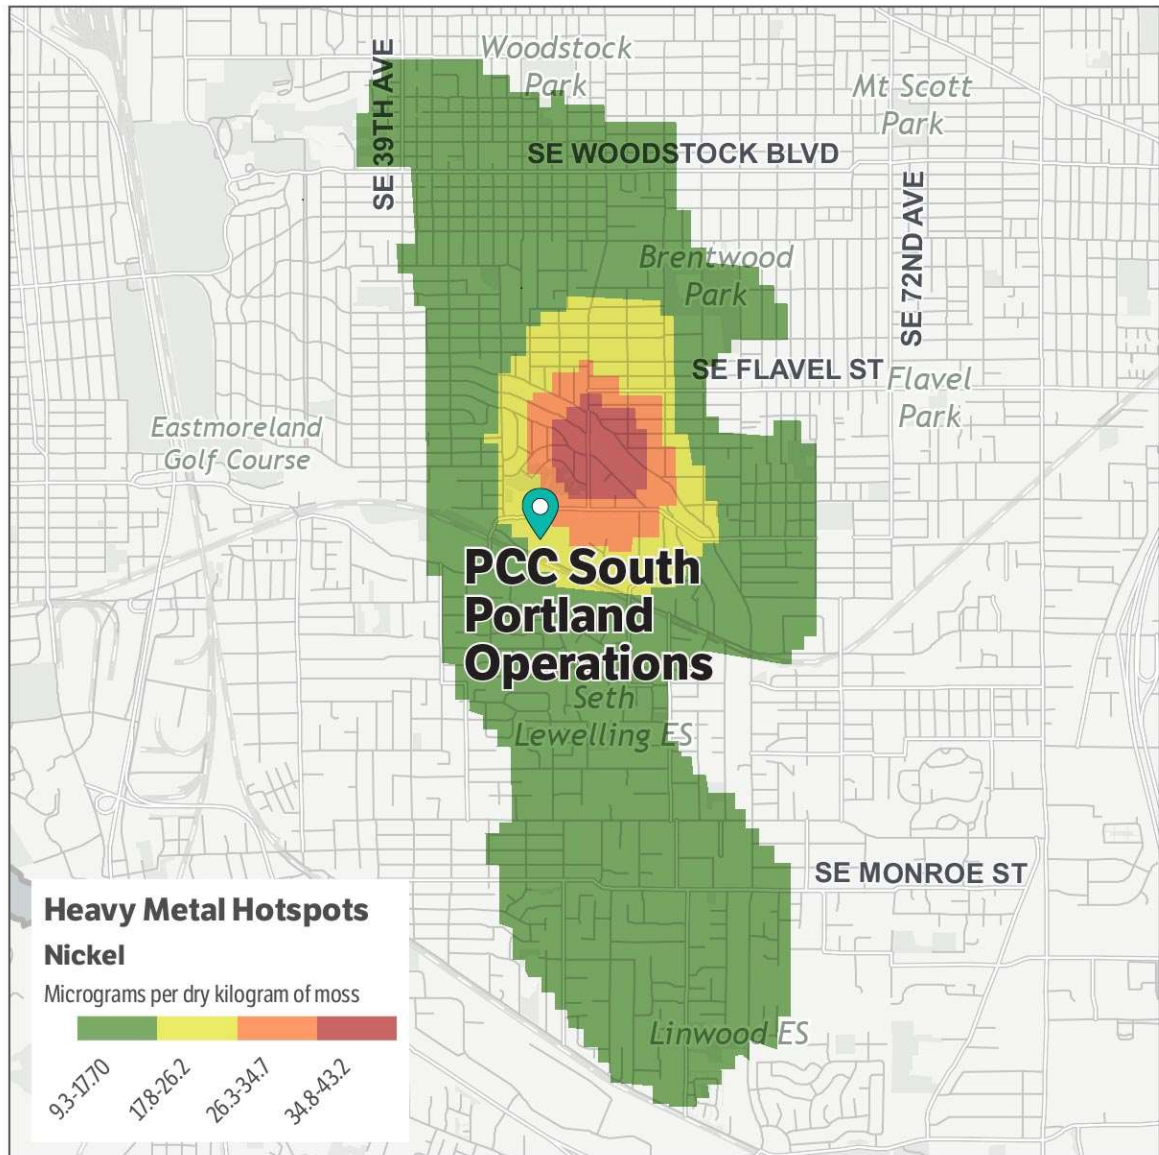 Woodstock
Park
Mt Scott
Park
SE 39TH AVE
SE WOODSTOCK BLVD
SE 72ND AVE
Brentwood
Park
SE FLAVEL ST
Flavel
Park
Eastmoreland
Golf Course
PCC South
Portland
Operations
Seth
Lewelling ES
SE MONROE ST
Linwood ES
Heavy Metal Hotspots
Nickel
Micrograms per dry kilogram of moss
9.3-17.70
17.8-26.2
26.3-34.7
34.8-43.2